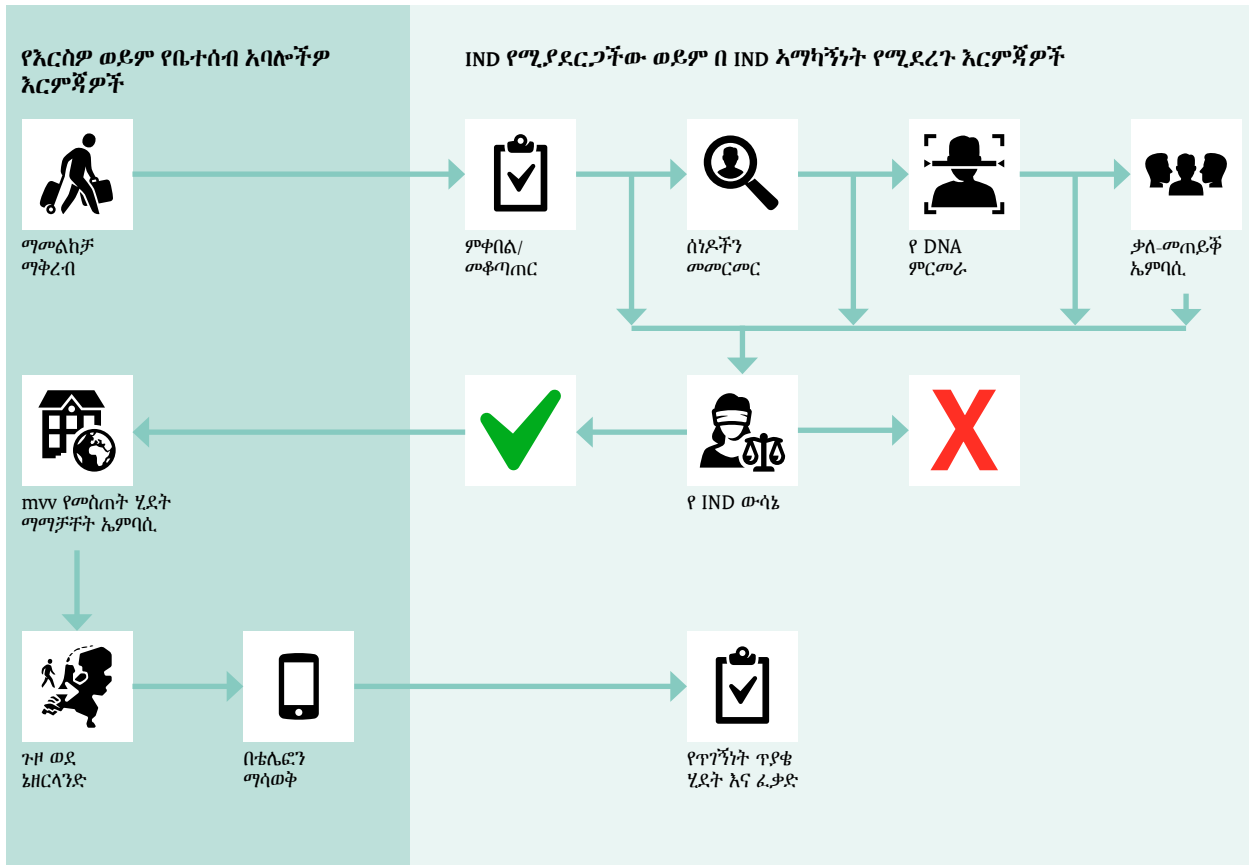 የእርስዎ ወይም የቤተሰብ አባሎችዎ
እርምጃዎች
IND የሚያደርጋችው ወይም በ IND ኣማካኝነት የሚደረጉ እርምጃዎች
ማመልከቻ
ማቅረብ
ምቀበል/
መቆጣጠር
ሰነዶችን
መመርመር
የ DNA
ምርመራ
ቃለ-መጠይቐ
ኤምባሲ
mvv የመስጠት ሂደት
ማማቻቸት ኤምባሲ
የ IND ውሳኔ
ጉዞ ወደ
ኔዘርላንድ
በቴሌፎን
ማሳወቅ
የጥገኝነት ጥያቄ
ሂደት እና ፈቃድ